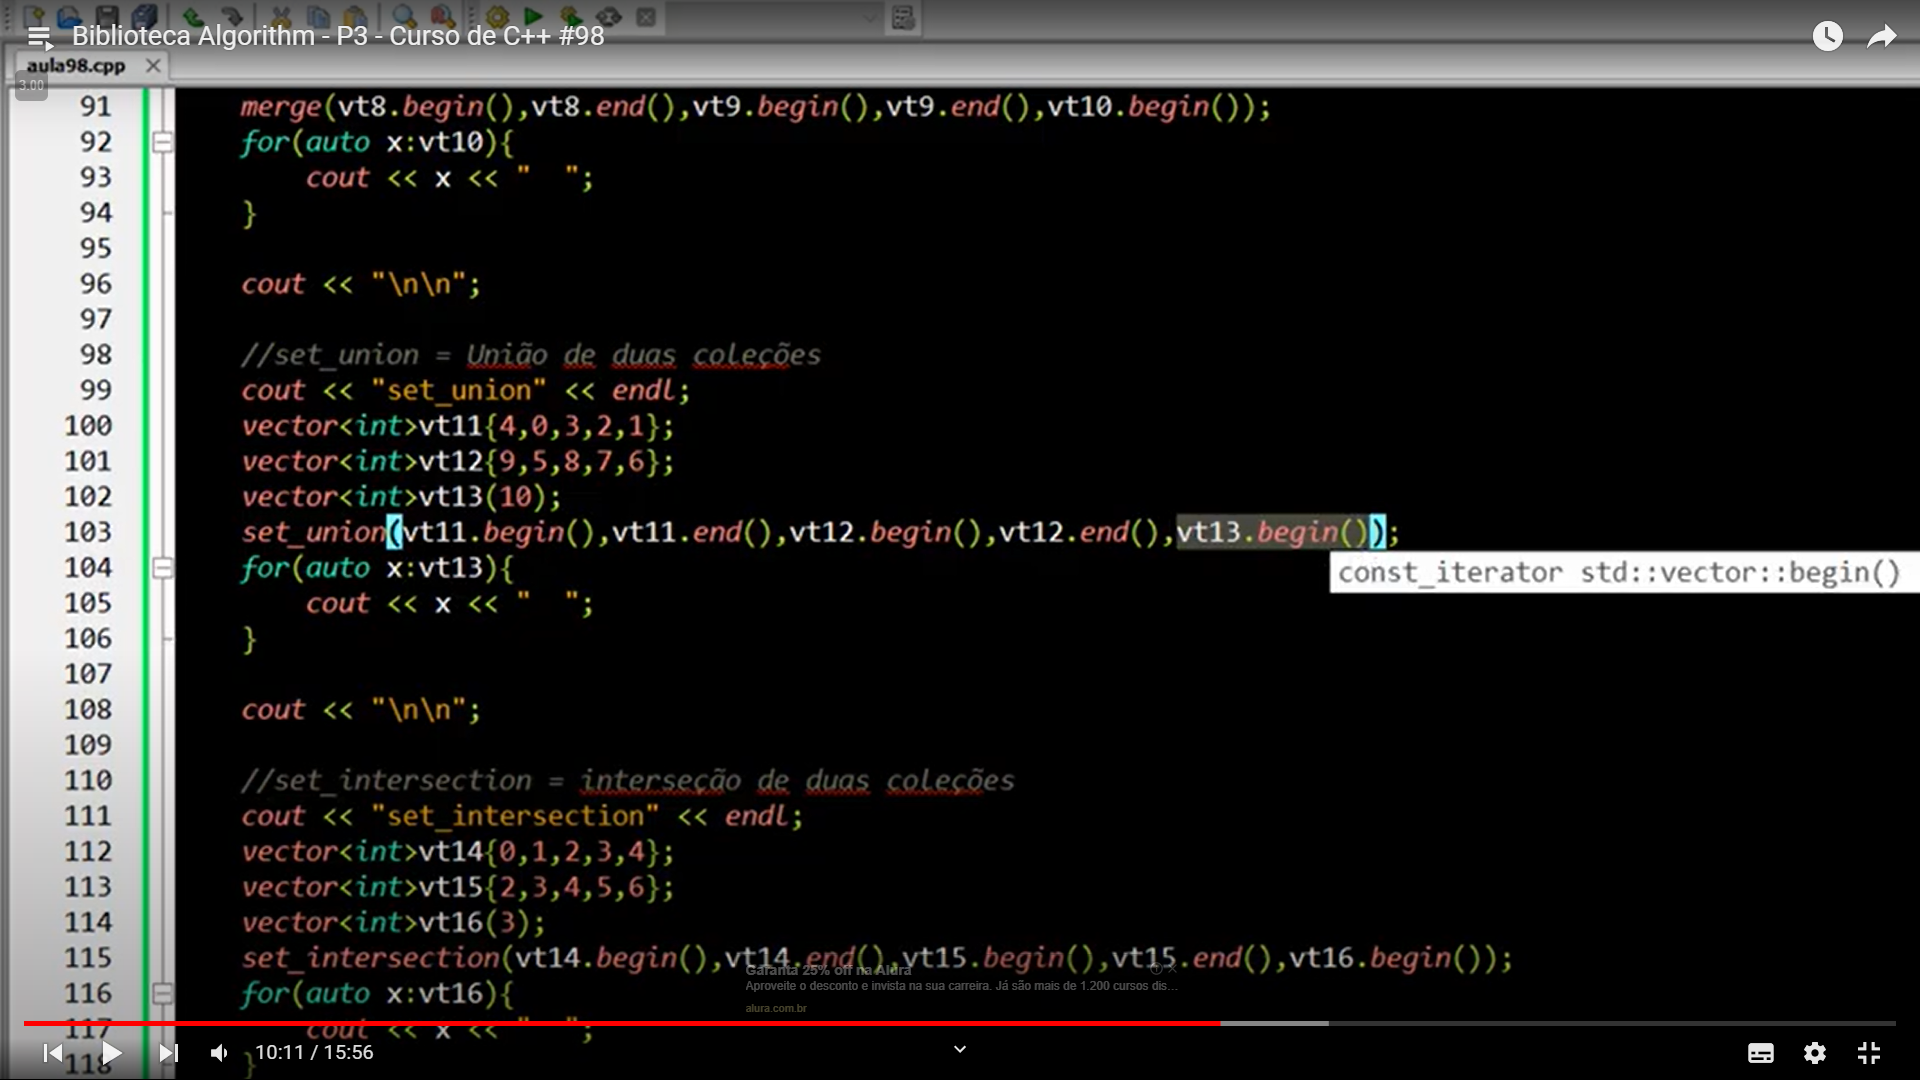 Biblioteca Algorithm - P3 - Curso de C++ #98
aula98.cpp
3.00
91 merge(vt8.begin(),vt8.end(),vt9.begin(),vt9.end(),vt10.begin());
92 for(auto x:vt10){
93 cout << x << "  ";
94 }
95
96 cout << "\n\n";
97
98 //set_union = União de duas coleções
99 cout << "set_union" << endl;
100 vector<int>vt11{4,0,3,2,1};
101 vector<int>vt12{9,5,8,7,6};
102 vector<int>vt13(10);
103 set_union(vt11.begin(),vt11.end(),vt12.begin(),vt12.end(),vt13.begin());
104 for(auto x:vt13){
const_iterator std::vector::begin()
105 cout << x << "  ";
106 }
107
108 cout << "\n\n";
109
110 //set_intersection = interseção de duas coleções
111 cout << "set_intersection" << endl;
112 vector<int>vt14{0,1,2,3,4};
113 vector<int>vt15{2,3,4,5,6};
114 vector<int>vt16(3);
115 set_intersection(vt14.begin(),vt14.end(),vt15.begin(),vt15.end(),vt16.begin());
Garanta 25% off na Alura
Aproveite o desconto e invista na sua carreira. Já são mais de 1.200 cursos dis...
116 for(auto x:vt16){
alura.com.br
117 cout << x << "  ";
118 }
10:11 / 15:56